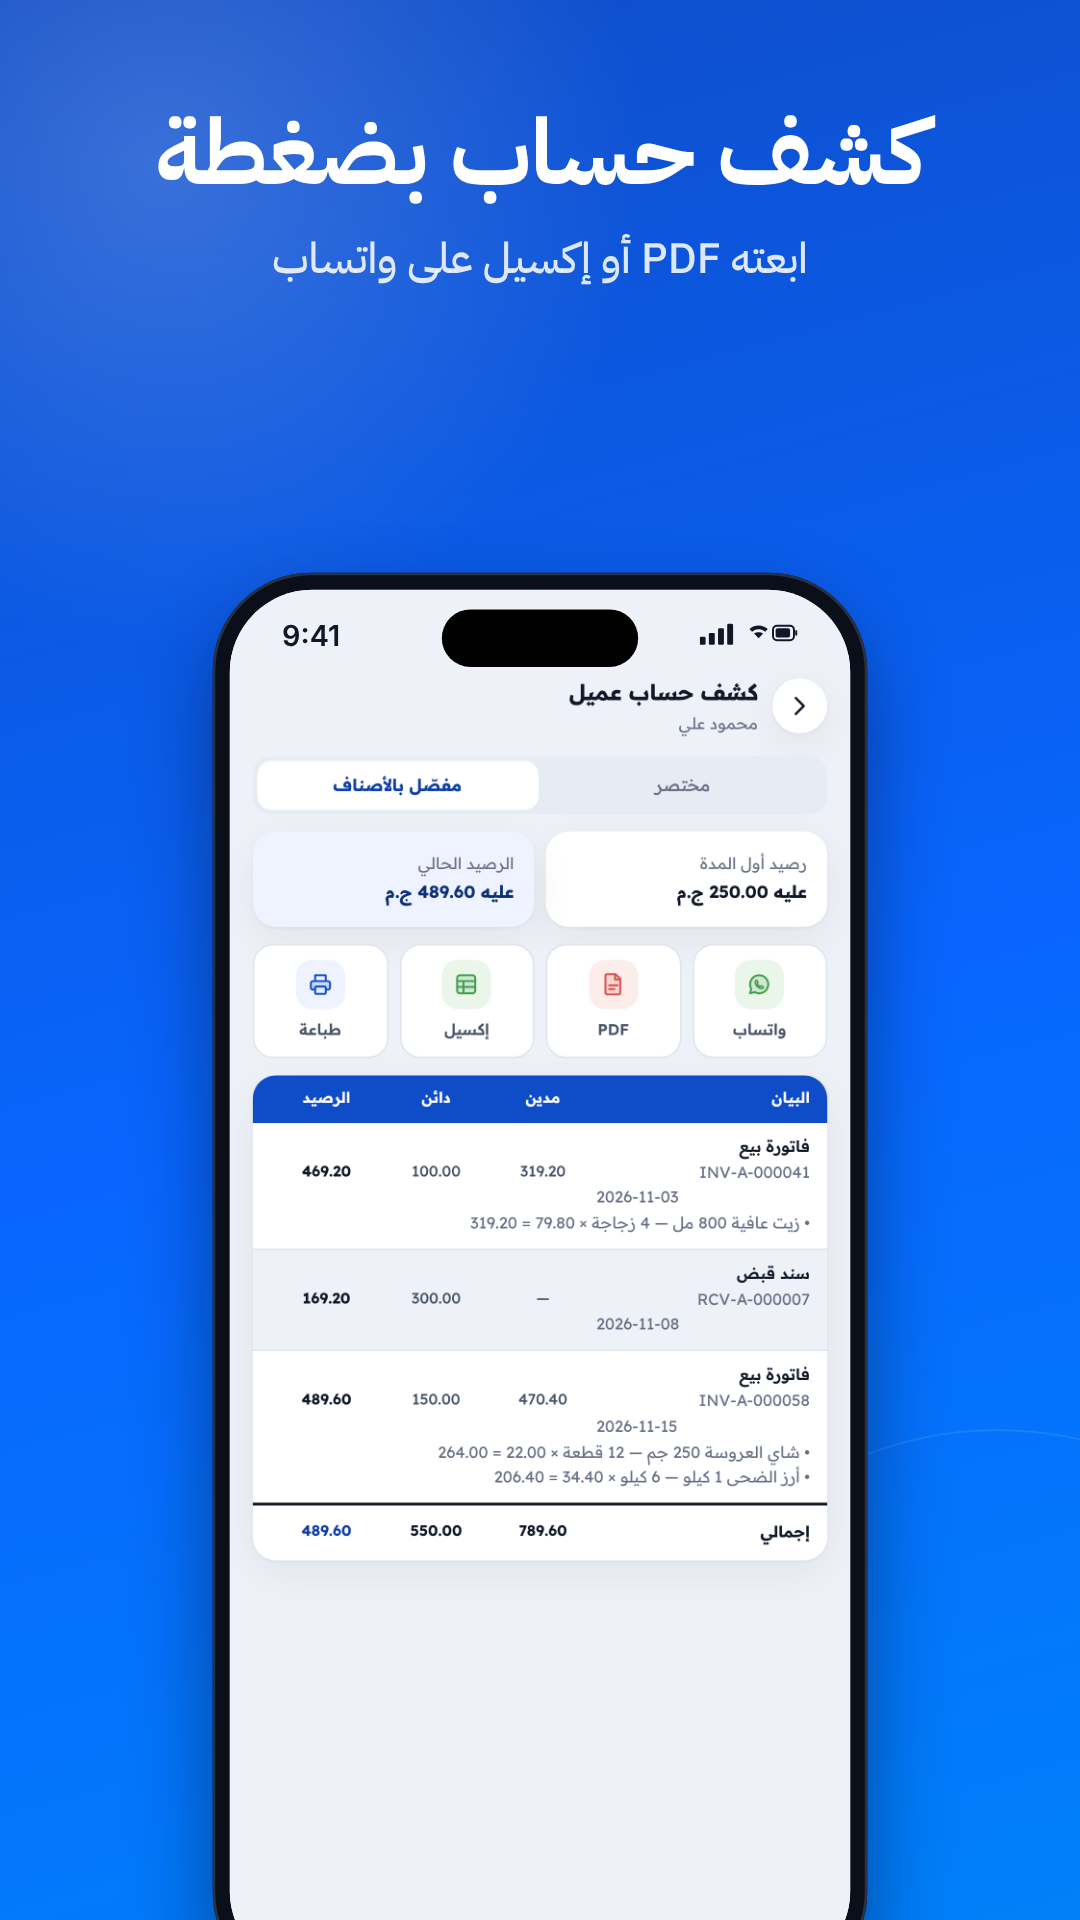 كشف حساب بضغطة
ابعته PDF أو إكسيل على واتساب
9:41
كشف حساب عميل
محمود علي
مختصر
مفصّل بالأصناف
رصيد أول المدة
عليه 250.00 ج.م
الرصيد الحالي
عليه 489.60 ج.م
واتساب
PDF
إكسيل
طباعة
البيان مدين دائن الرصيد
فاتورة بيع
INV-A-000041 319.20 100.00 469.20
2026-11-03
• زيت عافية 800 مل — 4 زجاجة × 79.80 = 319.20
سند قبض
RCV-A-000007 — 300.00 169.20
2026-11-08
فاتورة بيع
INV-A-000058 470.40 150.00 489.60
2026-11-15
• شاي العروسة 250 جم — 12 قطعة × 22.00 = 264.00
• أرز الضحى 1 كيلو — 6 كيلو × 34.40 = 206.40
إجمالي 789.60 550.00 489.60